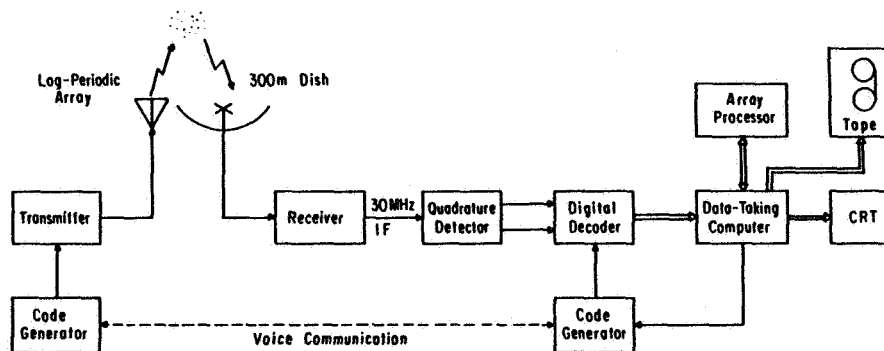 Log-Periodic
Array
300m Dish
Array
Processor
Tape
Transmitter
Receiver
30MHz
IF
Quadrature
Detector
Digital
Decoder
Data-Taking
Computer
CRT
Code
Generator
Voice Communication
Code
Generator